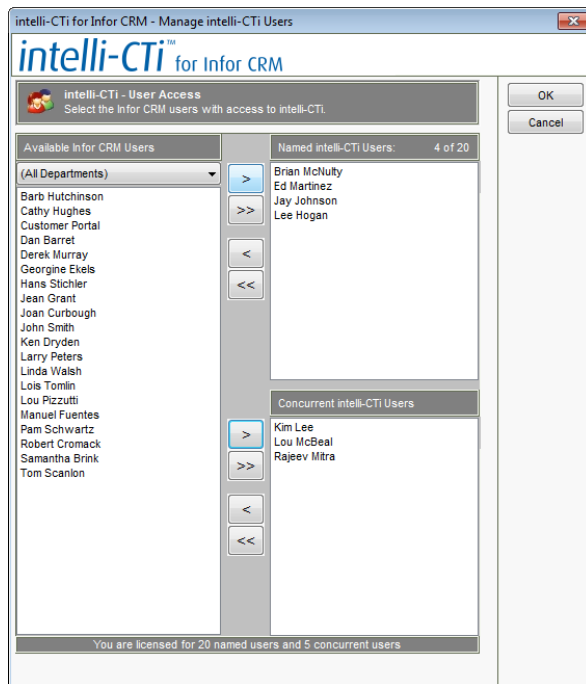 intelli-CTi for Infor CRM - Manage intelli-CTi Users
intelli-CTi™ for Infor CRM
intelli-CTi - User Access
Select the Infor CRM users with access to intelli-CTi.
OK
Cancel
Available Infor CRM Users
(All Departments)
Barb Hutchinson
Cathy Hughes
Customer Portal
Dan Barret
Derek Murray
Georgine Ekels
Hans Stichler
Jean Grant
Joan Curbough
John Smith
Ken Dryden
Larry Peters
Linda Walsh
Lois Tomlin
Lou Pizzutti
Manuel Fuentes
Pam Schwartz
Robert Cromack
Samantha Brink
Tom Scanlon
>
>>
<
<<
Named intelli-CTi Users: 4 of 20
Brian McNulty
Ed Martinez
Jay Johnson
Lee Hogan
>
>>
<
<<
Concurrent intelli-CTi Users
Kim Lee
Lou McBeal
Rajeev Mitra
You are licensed for 20 named users and 5 concurrent users